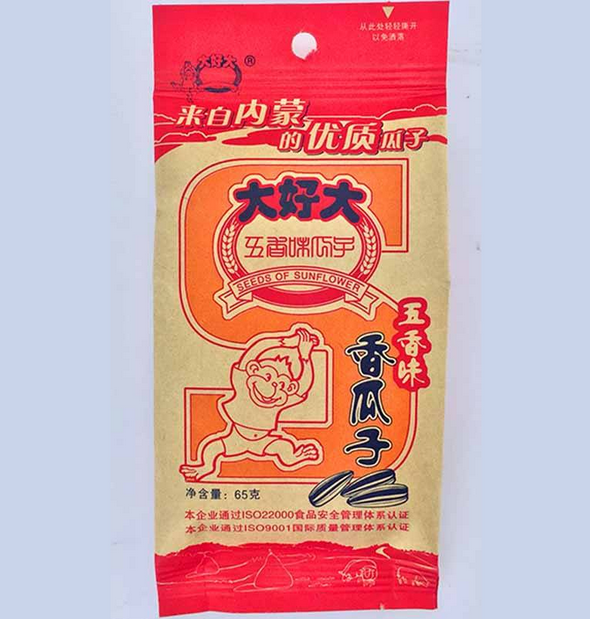 从此处轻轻撕开
以免洒落
大好大®
来自内蒙
的优质瓜子
大好大
五香味瓜子
SEEDS OF SUNFLOWER
五香味
香瓜子
净含量：65克
本企业通过ISO22000食品安全管理体系认证
本企业通过ISO9001国际质量管理体系认证